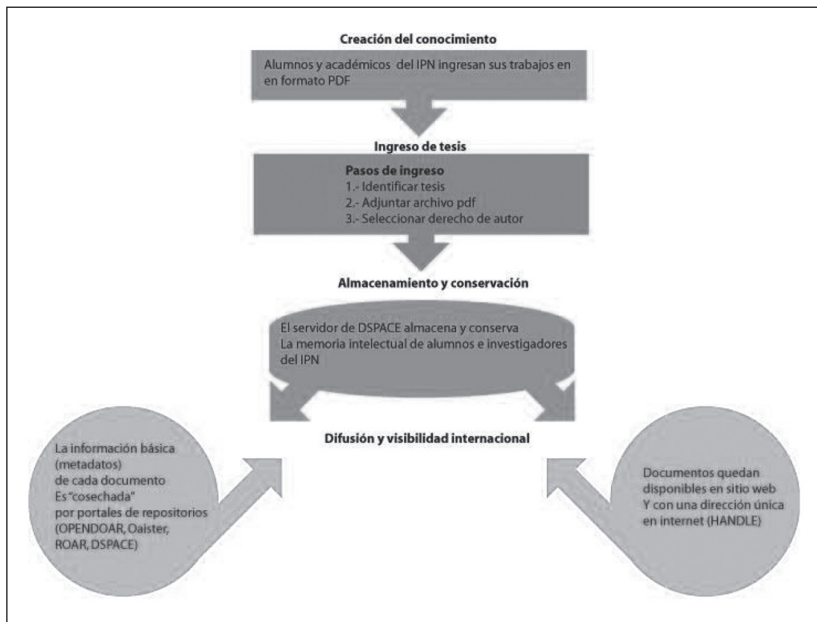 Creación del conocimiento
Alumnos y académicos del IPN ingresan sus trabajos en
en formato PDF
Ingreso de tesis
Pasos de ingreso
1.- Identificar tesis
2.- Adjuntar archivo pdf
3.- Seleccionar derecho de autor
Almacenamiento y conservación
El servidor de DSPACE almacena y conserva
La memoria intelectual de alumnos e investigadores
del IPN
Difusión y visibilidad internacional
La información básica
(metadatos)
de cada documento
Es "cosechada"
por portales de repositorios
(OPENDOAR, Oaister,
ROAR, DSPACE)
Documentos quedan
disponibles en sitio web
Y con una dirección única
en internet (HANDLE)